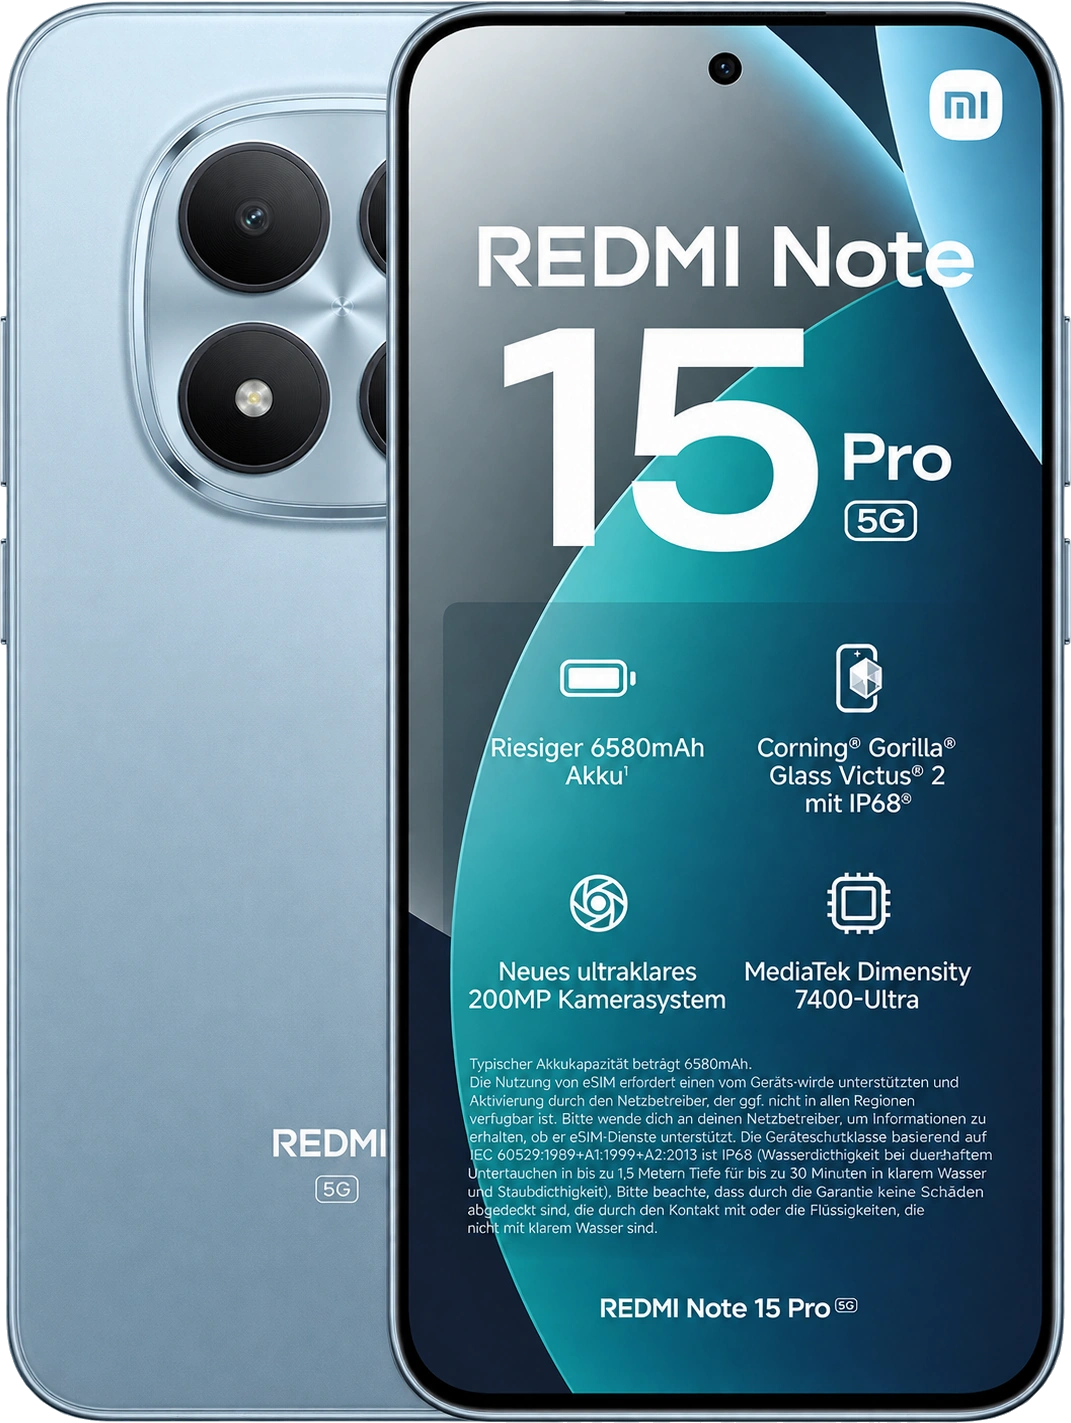 mi
REDMI Note
15
Pro
5G
Riesiger 6580mAh
Akku¹
Corning® Gorilla®
Glass Victus® 2
mit IP68®
Neues ultraklares
200MP Kamerasystem
MediaTek Dimensity
7400-Ultra
Typischer Akkukapazität beträgt 6580mAh.
Die Nutzung von eSIM erfordert einen vom Geräts-wirde unterstützten und
Aktivierung durch den Netzbetreiber, der ggf. nicht in allen Regionen
verfugbar ist. Bitte wende dich an deinen Netzbetreiber, um Informationen zu
erhalten, ob er eSIM-Dienste unterstützt. Die Geräteschutklasse basierend auf
IEC 60529:1989+A1:1999+A2:2013 ist IP68 (Wasserdicthigkeit bei duerhaftem
Untertauchen in bis zu 1,5 Metern Tiefe für bis zu 30 Minuten in klarem Wasser
und Staubdicthigkeit). Bitte beachte, dass durch die Garantie keine Schäden
abgedeckt sind, die durch den Kontakt mit oder die Flüssigkeiten, die
nicht mit klarem Wasser sind.
REDMI Note 15 Pro 5G
REDMI
5G